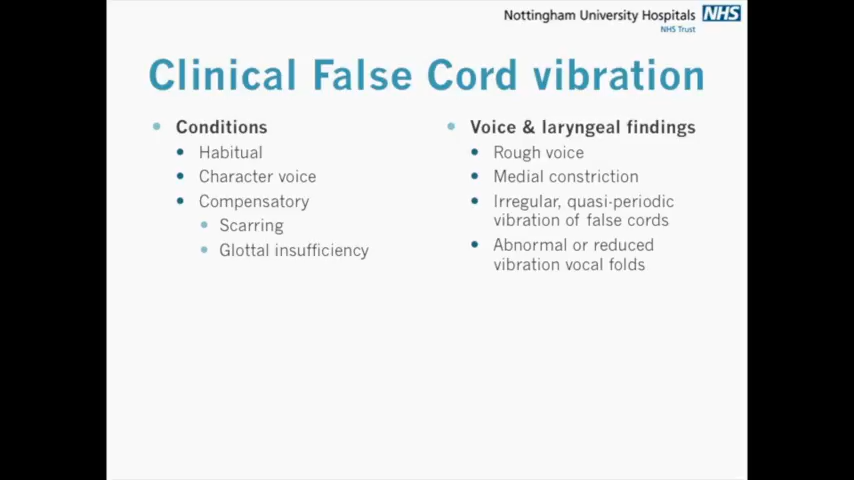 Nottingham University Hospitals NHS
NHS Trust
Clinical False Cord vibration
Conditions
Habitual
Character voice
Compensatory
Scarring
Glottal insufficiency
Voice & laryngeal findings
Rough voice
Medial constriction
Irregular, quasi-periodic
vibration of false cords
Abnormal or reduced
vibration vocal folds